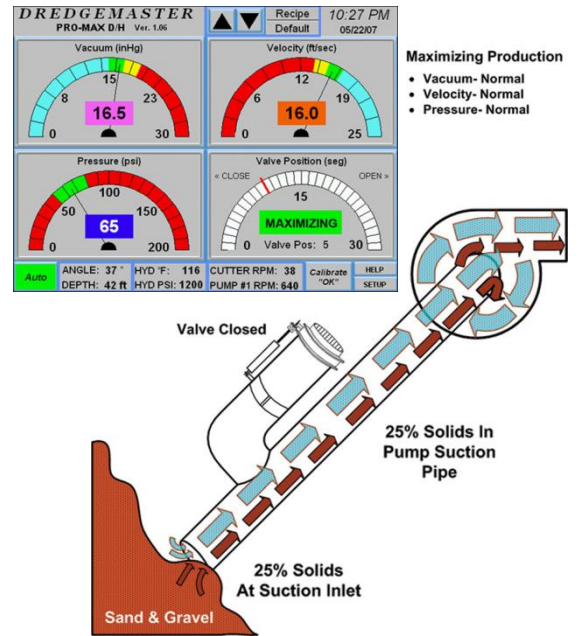 DREDGEMASTER
PRO-MAX D/H Ver. 1.06
Recipe
Default
10:27 PM
05/22/07
Vacuum (inHg)
0
8
15
23
30
16.5
Velocity (ft/sec)
0
6
12
19
25
16.0
Pressure (psi)
0
50
100
150
200
65
Valve Position (seg)
« CLOSE
OPEN »
15
MAXIMIZING
0
Valve Pos: 5
30
Auto
ANGLE: 37 °
HYD °F: 116
CUTTER RPM: 38
Calibrate
"OK"
HELP
DEPTH: 42 ft
HYD PSI: 1200
PUMP #1 RPM: 640
SETUP
Maximizing Production
• Vacuum- Normal
• Velocity- Normal
• Pressure- Normal
Valve Closed
25% Solids In
Pump Suction
Pipe
25% Solids
At Suction Inlet
Sand & Gravel